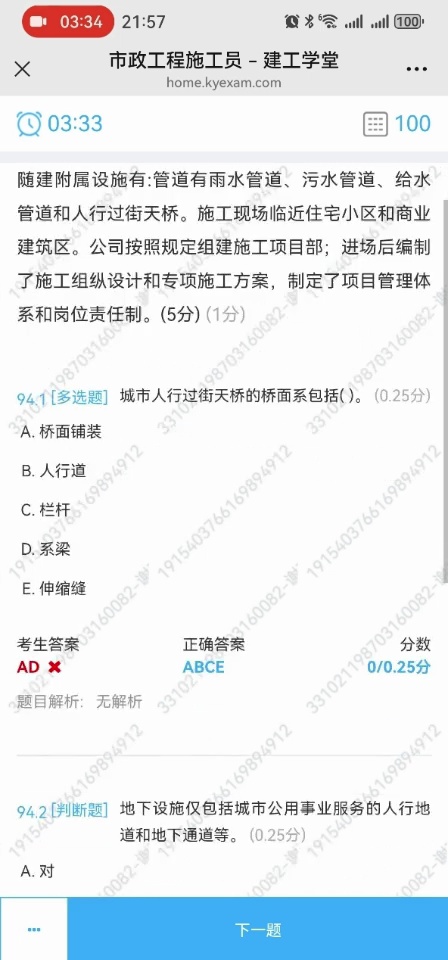 03:34 21:57 6 100
市政工程施工员 – 建工学堂
home.kyexam.com
03:33 100
随建附属设施有:管道有雨水管道、污水管道、给水
管道和人行过街天桥。施工现场临近住宅小区和商业
建筑区。公司按照规定组建施工项目部；进场后编制
了施工组纵设计和专项施工方案，制定了项目管理体
系和岗位责任制。(5分) (1分)
94.1 [多选题] 城市人行过街天桥的桥面系包括( )。 (0.25分)
A. 桥面铺装
B. 人行道
C. 栏杆
D. 系梁
E. 伸缩缝
考生答案 正确答案 分数
AD ABCE 0/0.25分
题目解析: 无解析
94.2 [判断题] 地下设施仅包括城市公用事业服务的人行地
道和地下通道等。 (0.25分)
A. 对
下一题